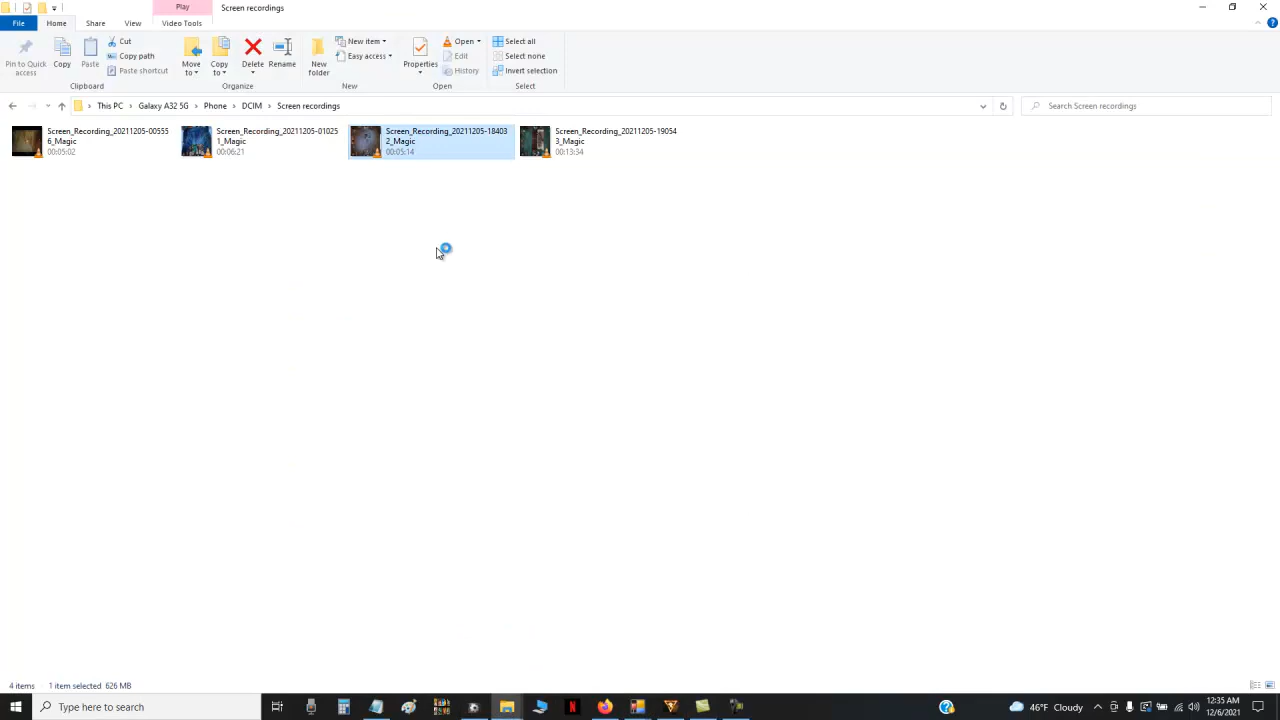 Play
Screen recordings
File
Home
Share
View
Video Tools
Pin to Quick access
Copy
Paste
Cut
Copy path
Paste shortcut
Clipboard
Move to
Copy to
Delete
Rename
Organize
New folder
New item
Easy access
New
Properties
Open
Edit
History
Open
Select all
Select none
Invert selection
Select
This PC
Galaxy A32 5G
Phone
DCIM
Screen recordings
Search Screen recordings
Screen_Recording_20211205-00555
6_Magic
00:05:02
Screen_Recording_20211205-01025
1_Magic
00:06:21
Screen_Recording_20211205-18403
2_Magic
00:05:14
Screen_Recording_20211205-19054
3_Magic
00:13:34
4 items
1 item selected 626 MB
Type here to search
46°F Cloudy
12:35 AM
12/6/2021